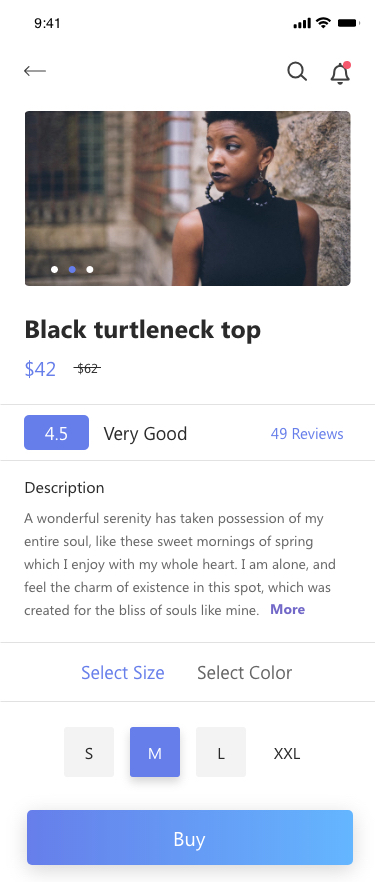 9:41
Black turtleneck top
$42 $62
4.5 Very Good 49 Reviews
Description
A wonderful serenity has taken possession of my
entire soul, like these sweet mornings of spring
which I enjoy with my whole heart. I am alone, and
feel the charm of existence in this spot, which was
created for the bliss of souls like mine. More
Select Size Select Color
S M L XXL
Buy